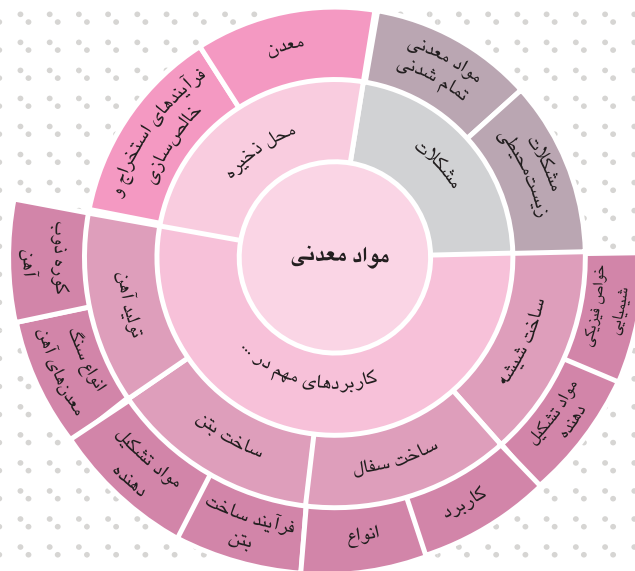 مواد معدنی
محل ذخیره
معدن
فرآیندهای استخراج و
خالص‌سازی
مشکلات
مواد معدنی
تمام شدنی
مشکلات
زیست‌محیطی
کاربردهای مهم در ...
ساخت شیشه
خواص فیزیکی
شیمیایی
مواد تشکیل
دهنده
ساخت سفال
کاربرد
انواع
ساخت بتن
فرآیند ساخت
بتن
مواد تشکیل
دهنده
تولید آهن
انواع سنگ
معدن‌های آهن
کوره ذوب
آهن